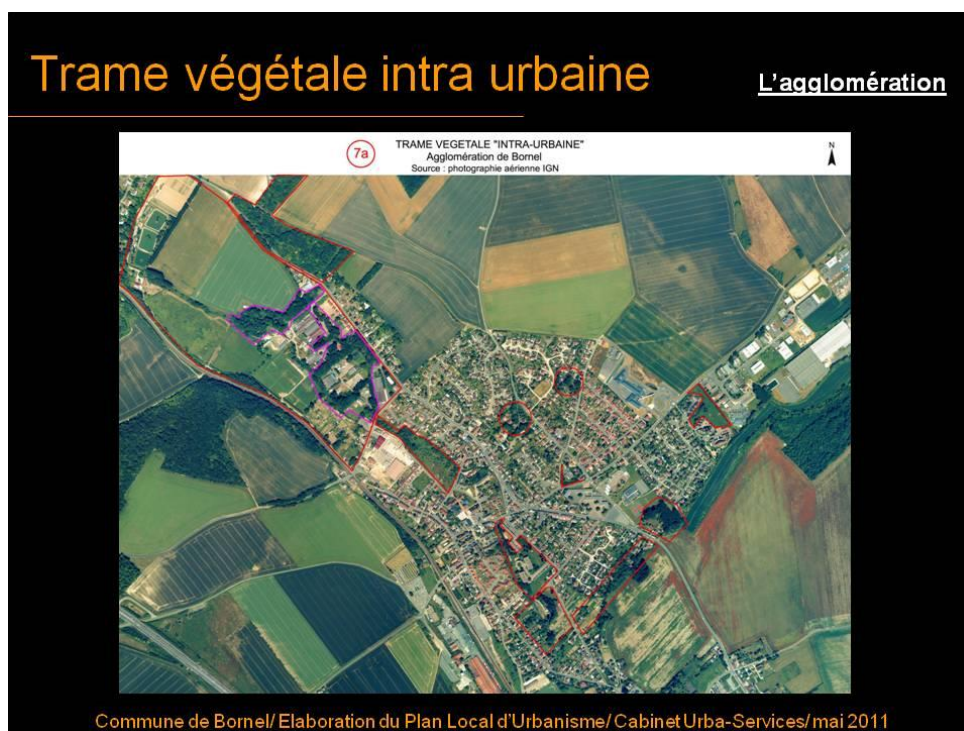 Trame végétale intra urbaine
L'agglomération
7a
TRAME VEGETALE "INTRA-URBAINE"
Agglomération de Bornel
Source : photographie aérienne IGN
N
Commune de Bornel/ Elaboration du Plan Local d'Urbanisme/ Cabinet Urba-Services/ mai 2011